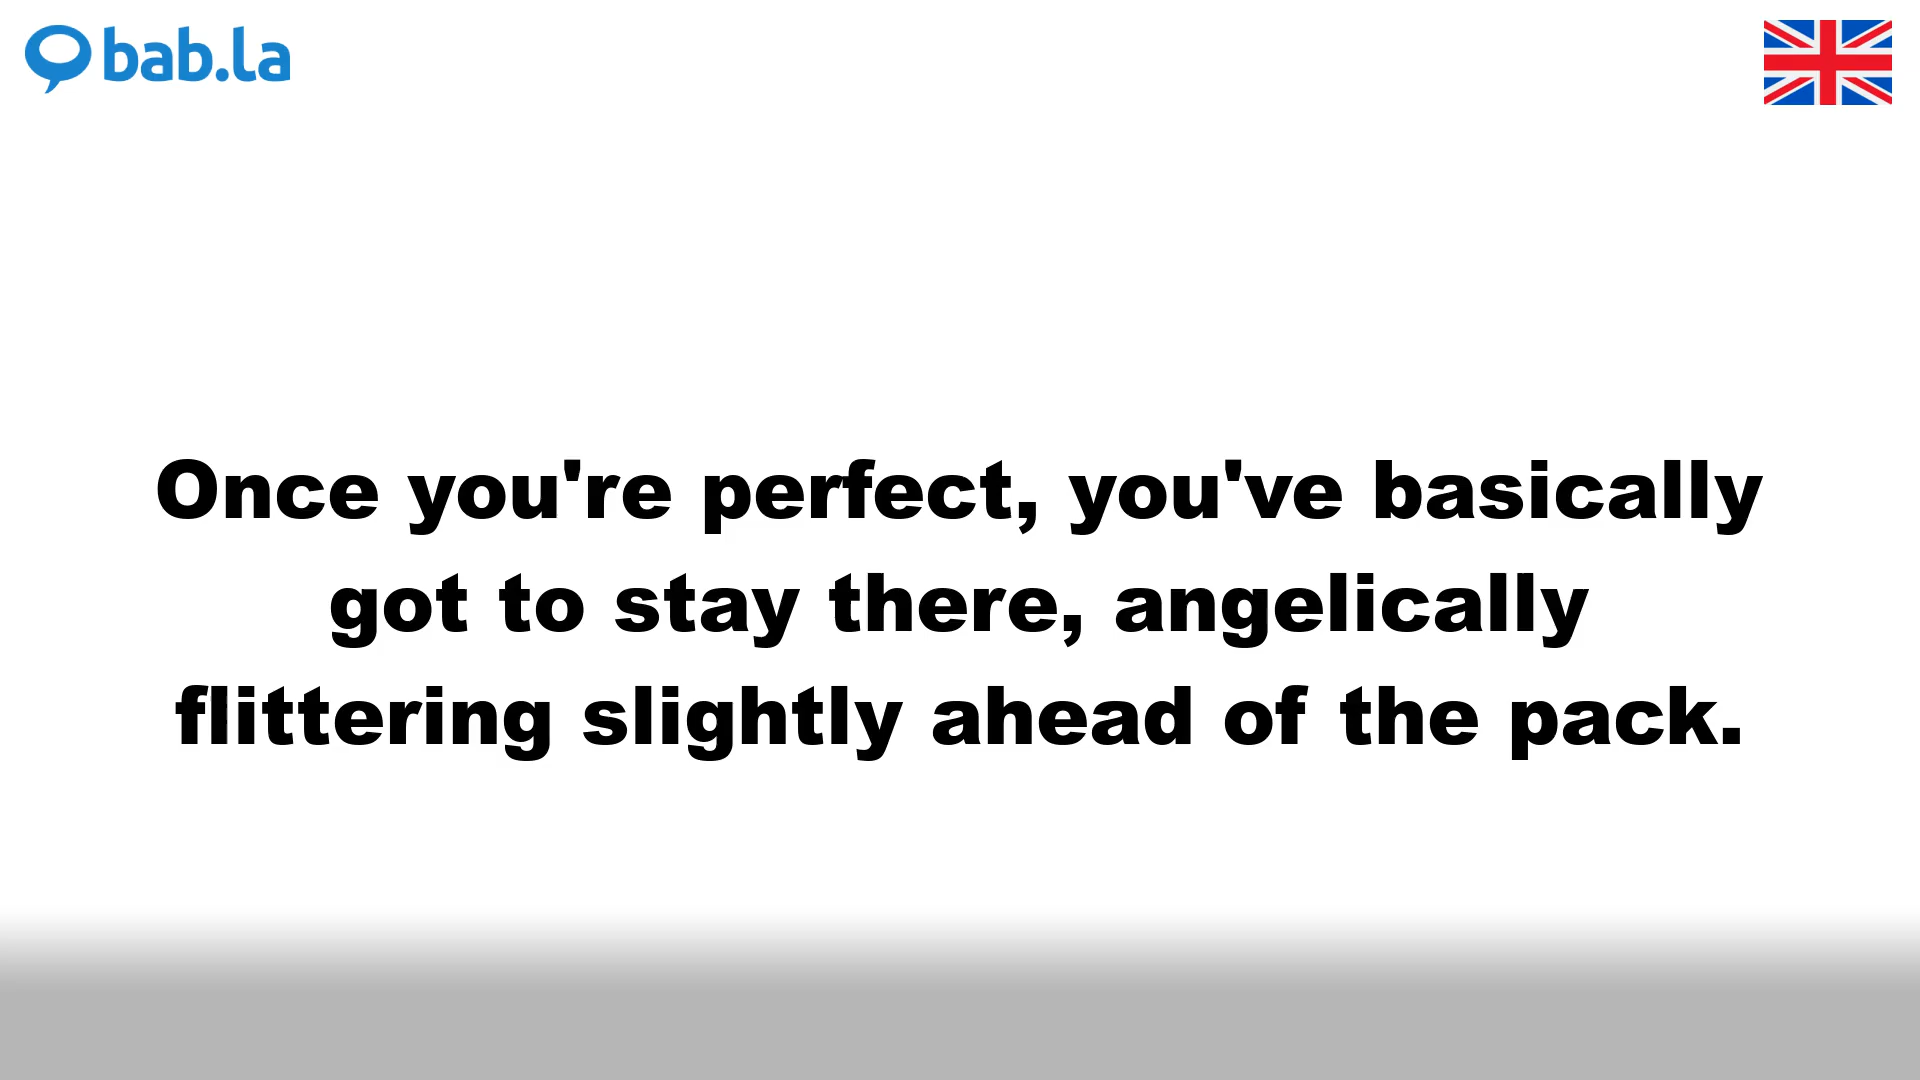 bab.la
Once you're perfect, you've basically
got to stay there, angelically
flittering slightly ahead of the pack.